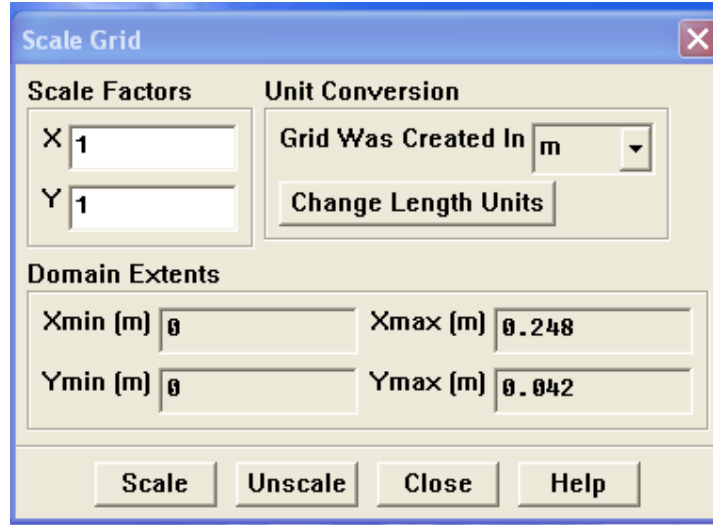 Scale Grid
Scale Factors
X 1
Y 1
Unit Conversion
Grid Was Created In m
Change Length Units
Domain Extents
Xmin (m) 0 Xmax (m) 0.248
Ymin (m) 0 Ymax (m) 0.042
Scale Unscale Close Help